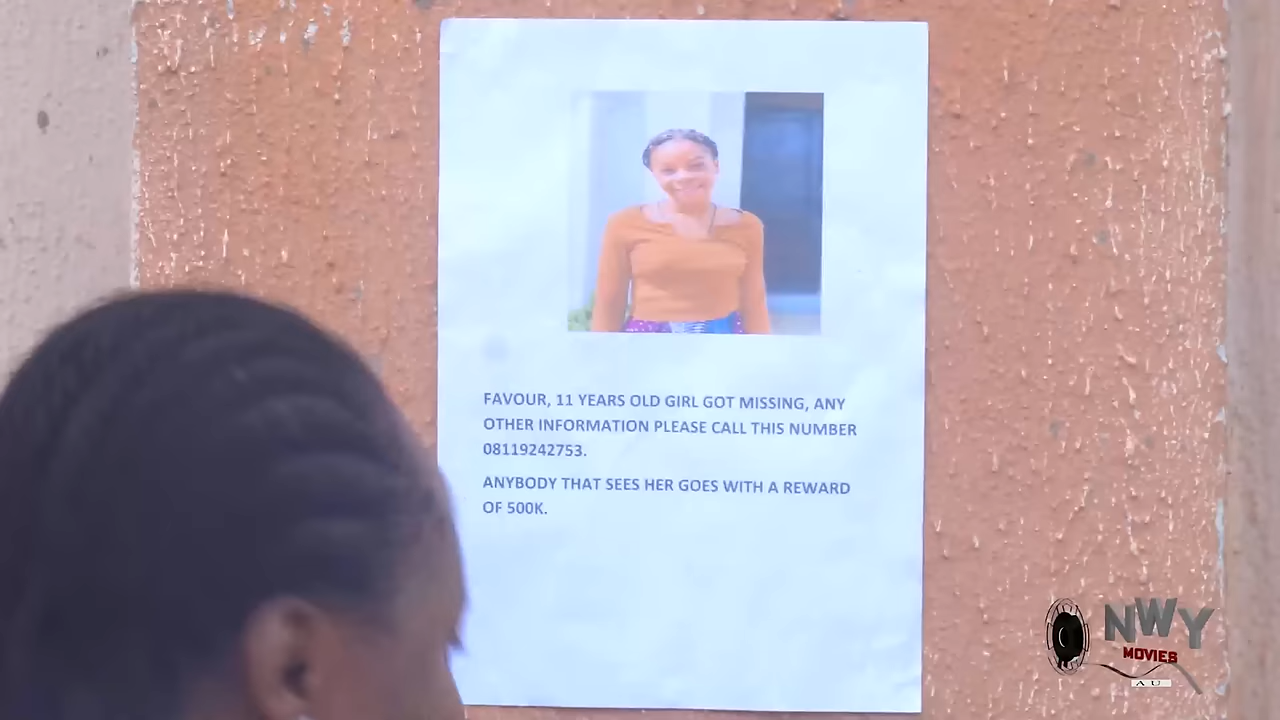 FAVOUR, 11 YEARS OLD GIRL GOT MISSING, ANY
OTHER INFORMATION PLEASE CALL THIS NUMBER
08119242753.
ANYBODY THAT SEES HER GOES WITH A REWARD
OF 500K.
NWY
MOVIES
AU